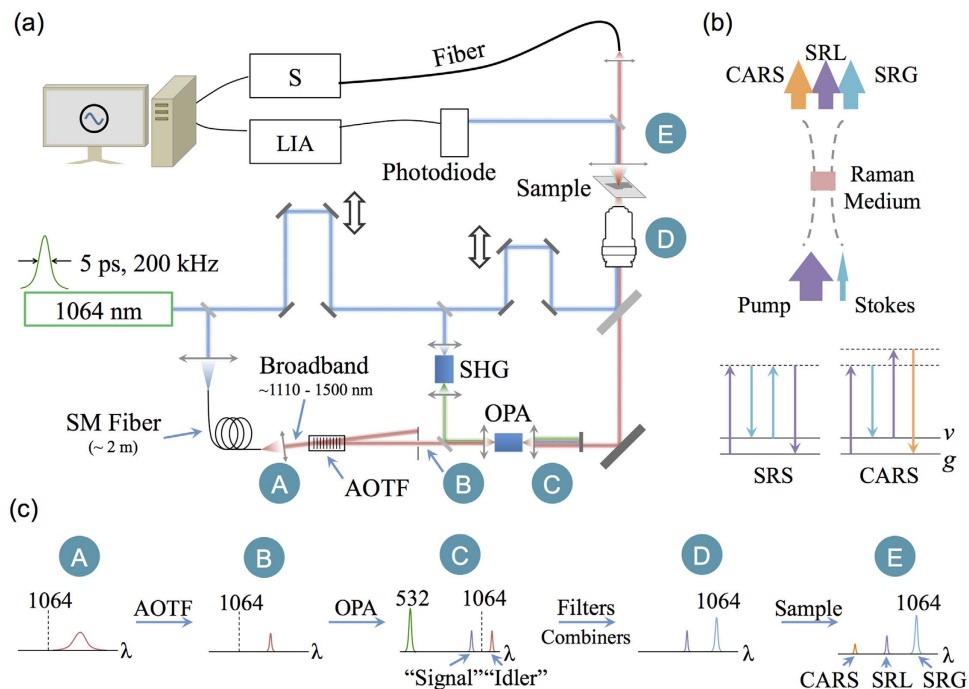 (a)
S
Fiber
LIA
Photodiode
E
Sample
D
5 ps, 200 kHz
1064 nm
Broadband
~1110 - 1500 nm
SHG
OPA
SM Fiber
(~ 2 m)
A
AOTF
B
C
(b)
SRL
CARS
SRG
Raman
Medium
Pump
Stokes
v
g
SRS
CARS
(c)
A
B
C
D
E
1064
AOTF
1064
OPA
532
1064
Filters
Combiners
1064
Sample
1064
λ
λ
λ
λ
λ
"Signal"
"Idler"
CARS
SRL
SRG